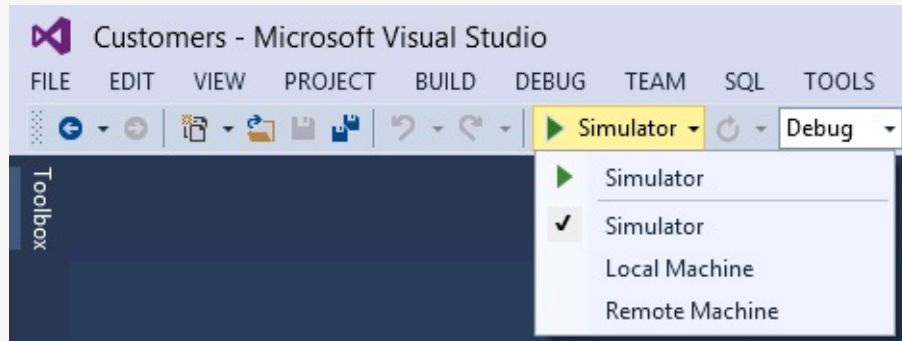 Customers - Microsoft Visual Studio
FILE EDIT VIEW PROJECT BUILD DEBUG TEAM SQL TOOLS
Simulator Debug
Toolbox
Simulator
Simulator
Local Machine
Remote Machine